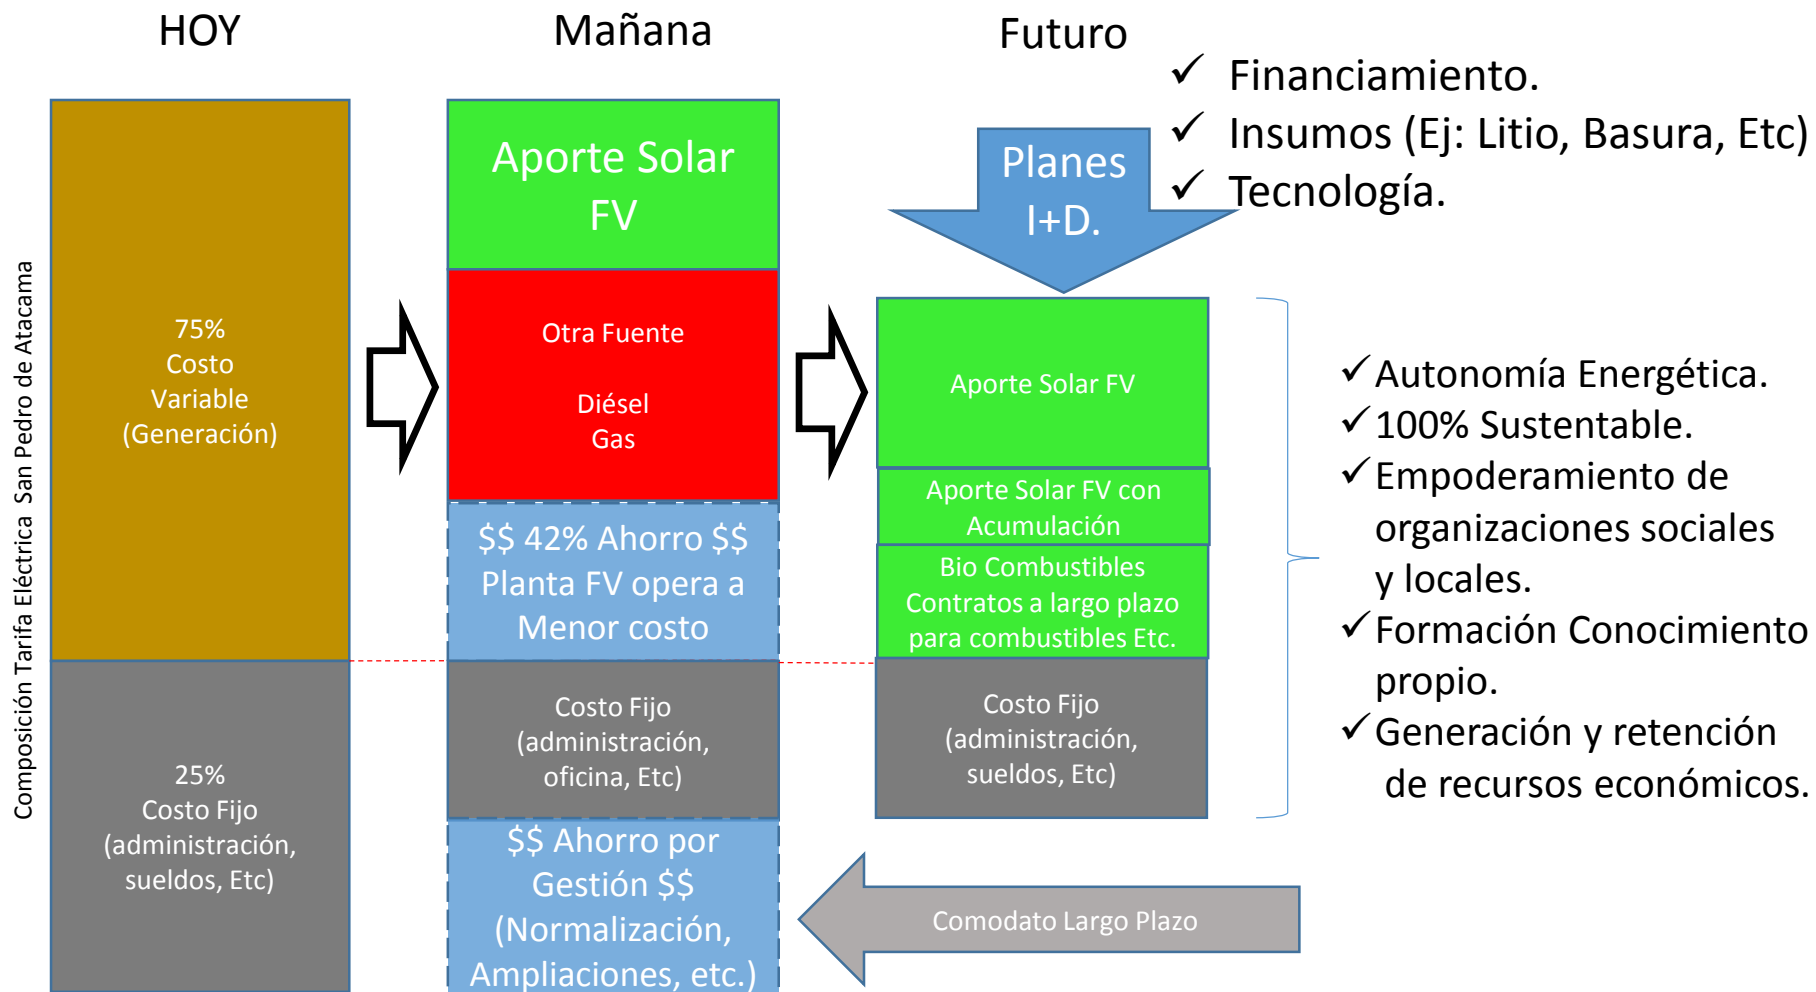 HOY
Mañana
Futuro
Composición Tarifa Eléctrica San Pedro de Atacama
75%
Costo
Variable
(Generación)
25%
Costo Fijo
(administración,
sueldos, Etc)
Aporte Solar
FV
Otra Fuente
Diésel
Gas
$$ 42% Ahorro $$
Planta FV opera a
Menor costo
Costo Fijo
(administración,
oficina, Etc)
$$ Ahorro por
Gestión $$
(Normalización,
Ampliaciones, etc.)
Planes
I+D.
✓ Financiamiento.
✓ Insumos (Ej: Litio, Basura, Etc)
✓ Tecnología.
Aporte Solar FV
Aporte Solar FV con
Acumulación
Bio Combustibles
Contratos a largo plazo
para combustibles Etc.
Costo Fijo
(administración,
sueldos, Etc)
Comodato Largo Plazo
✓ Autonomía Energética.
✓ 100% Sustentable.
✓ Empoderamiento de
organizaciones sociales
y locales.
✓ Formación Conocimiento
propio.
✓ Generación y retención
de recursos económicos.